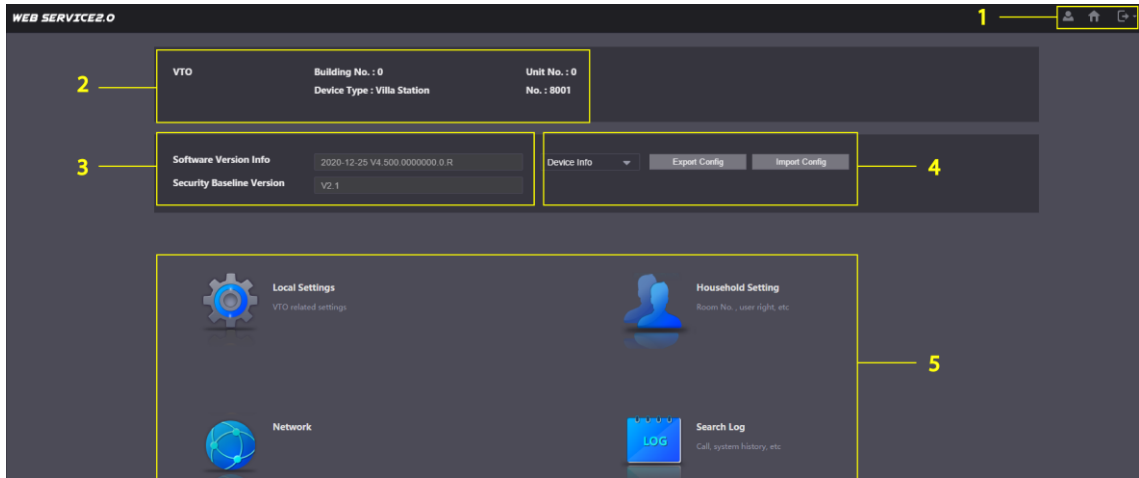 WEB SERVICE2.0
1
2
VTO Building No. : 0 Unit No. : 0
Device Type : Villa Station No. : 8001
3
Software Version Info 2020-12-25 V4.500.0000000.0.R Device Info Export Config Import Config
4
Security Baseline Version V2.1
Local Settings Household Setting
VTO related settings Room No. , user right, etc
5
Network Search Log
LOG Call, system history, etc